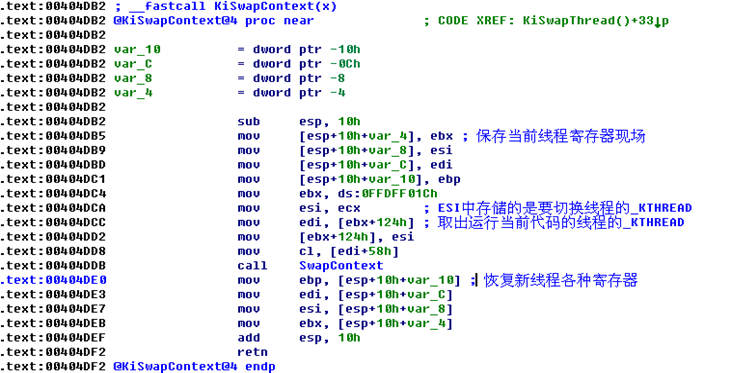 .text:00404DB2 ; __fastcall KiSwapContext(x)
.text:00404DB2 @KiSwapContext@4 proc near ; CODE XREF: KiSwapThread()+33↓p
.text:00404DB2
.text:00404DB2 var_10 = dword ptr -10h
.text:00404DB2 var_C = dword ptr -0Ch
.text:00404DB2 var_8 = dword ptr -8
.text:00404DB2 var_4 = dword ptr -4
.text:00404DB2
.text:00404DB2 sub esp, 10h
.text:00404DB5 mov [esp+10h+var_4], ebx ; 保存当前线程寄存器现场
.text:00404DB9 mov [esp+10h+var_8], esi
.text:00404DBD mov [esp+10h+var_C], edi
.text:00404DC1 mov [esp+10h+var_10], ebp
.text:00404DC4 mov ebx, ds:0FFDFF01Ch
.text:00404DCA mov esi, ecx ; ESI中存储的是要切换线程的_KTHREAD
.text:00404DCC mov edi, [ebx+124h] ; 取出运行当前代码的线程的_KTHREAD
.text:00404DD2 mov [ebx+124h], esi
.text:00404DD8 mov cl, [edi+58h]
.text:00404DDB call SwapContext
.text:00404DE0 mov ebp, [esp+10h+var_10] ; 恢复新线程各种寄存器
.text:00404DE3 mov edi, [esp+10h+var_C]
.text:00404DE7 mov esi, [esp+10h+var_8]
.text:00404DEB mov ebx, [esp+10h+var_4]
.text:00404DEF add esp, 10h
.text:00404DF2 retn
.text:00404DF2 @KiSwapContext@4 endp